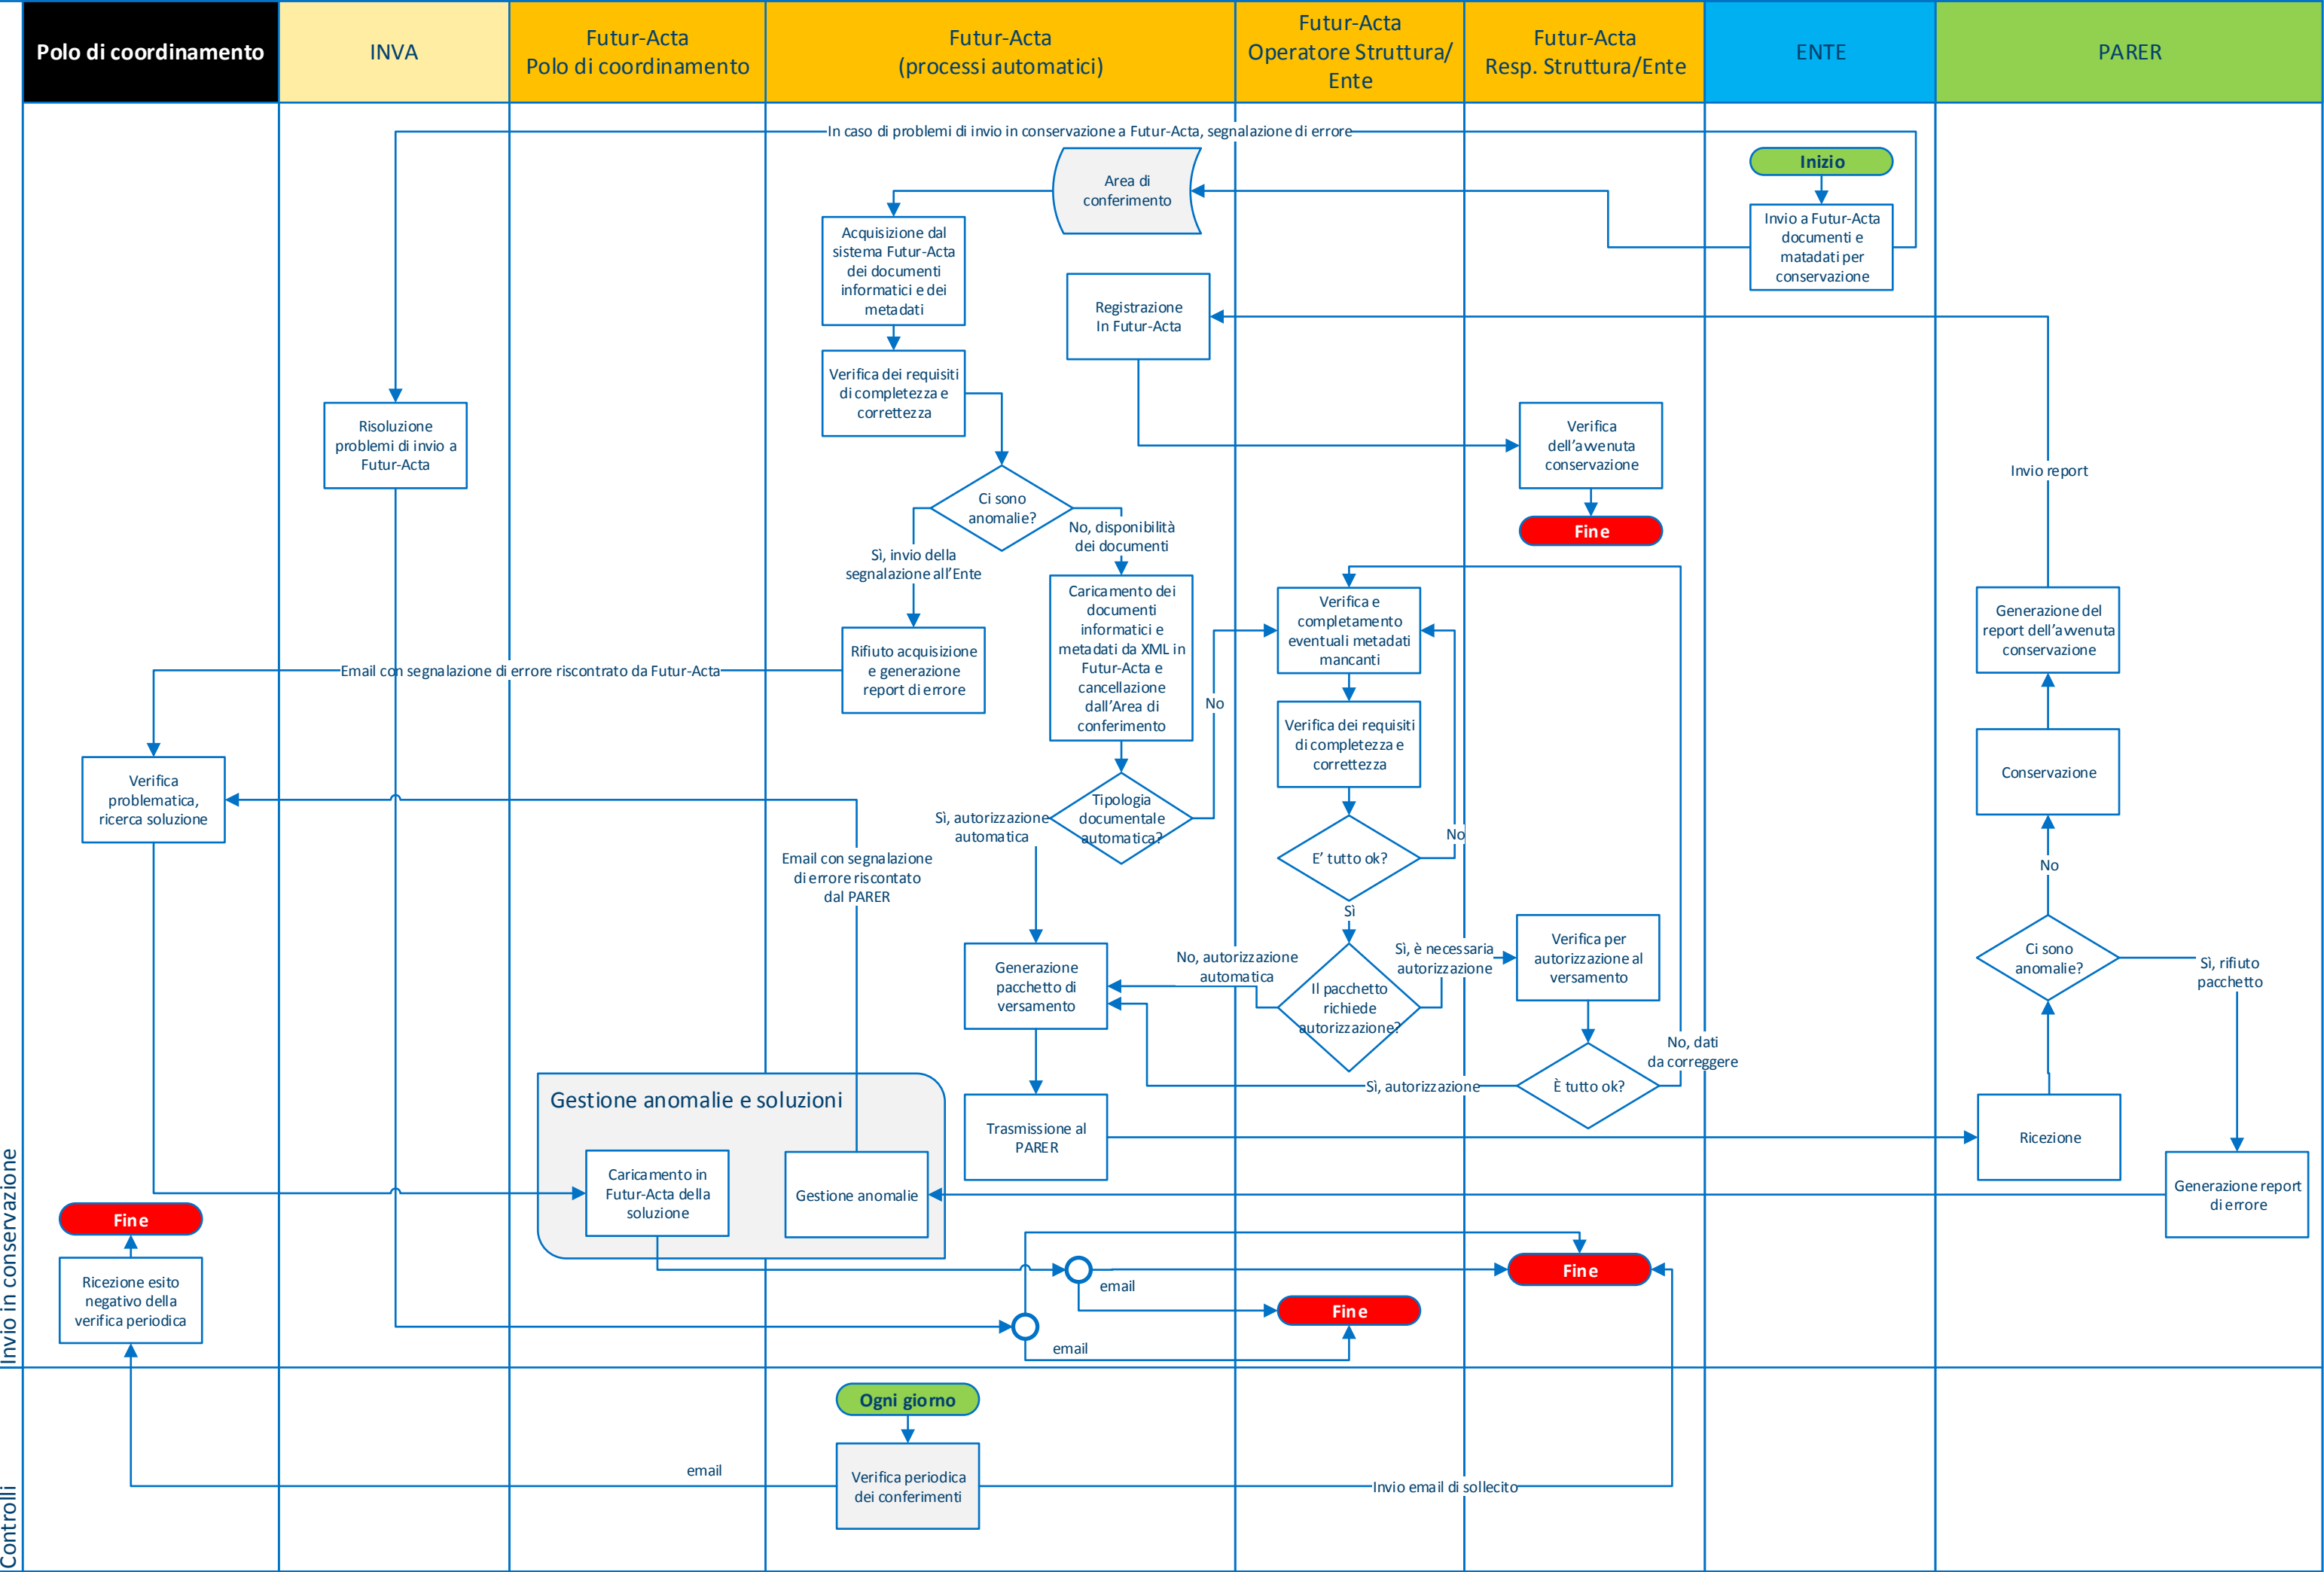 Polo di coordinamento
INVA
Futur-Acta
Polo di coordinamento
Futur-Acta
(processi automatici)
Futur-Acta
Operatore Struttura/
Ente
Futur-Acta
Resp. Struttura/Ente
ENTE
PARER
In caso di problemi di invio in conservazione a Futur-Acta, segnalazione di errore
Inizio
Area di
conferimento
Invio a Futur-Acta
documenti e
matadati per
conservazione
Acquisizione dal
sistema Futur-Acta
dei documenti
informatici e dei
metadati
Registrazione
In Futur-Acta
Verifica dei requisiti
di completezza e
correttezza
Risoluzione
problemi di invio a
Futur-Acta
Verifica
dell'avvenuta
conservazione
Invio report
Ci sono
anomalie?
No, disponibilità
dei documenti
Fine
Sì, invio della
segnalazione all'Ente
Caricamento dei
documenti
informatici e
metadati da XML in
Futur-Acta e
cancellazione
dall'Area di
conferimento
Verifica e
completamento
eventuali metadati
mancanti
Generazione del
report dell'avvenuta
conservazione
Rifiuto acquisizione
e generazione
report di errore
Email con segnalazione di errore riscontrato da Futur-Acta
No
Verifica dei requisiti
di completezza e
correttezza
Conservazione
Verifica
problematica,
ricerca soluzione
Tipologia
documentale
automatica?
Sì, autorizzazione
automatica
No
E' tutto ok?
Email con segnalazione
di errore riscontato
dal PARER
No
Sì
Verifica per
autorizzazione al
versamento
Sì, è necessaria
autorizzazione
No, autorizzazione
automatica
Generazione
pacchetto di
versamento
Il pacchetto
richiede
autorizzazione?
Ci sono
anomalie?
Sì, rifiuto
pacchetto
No, dati
da correggere
Sì, autorizzazione
È tutto ok?
Gestione anomalie e soluzioni
Trasmissione al
PARER
Ricezione
Caricamento in
Futur-Acta della
soluzione
Gestione anomalie
Generazione report
di errore
Fine
Ricezione esito
negativo della
verifica periodica
email
Fine
Fine
email
Invio in conservazione
Ogni giorno
Verifica periodica
dei conferimenti
email
Invio email di sollecito
Controlli